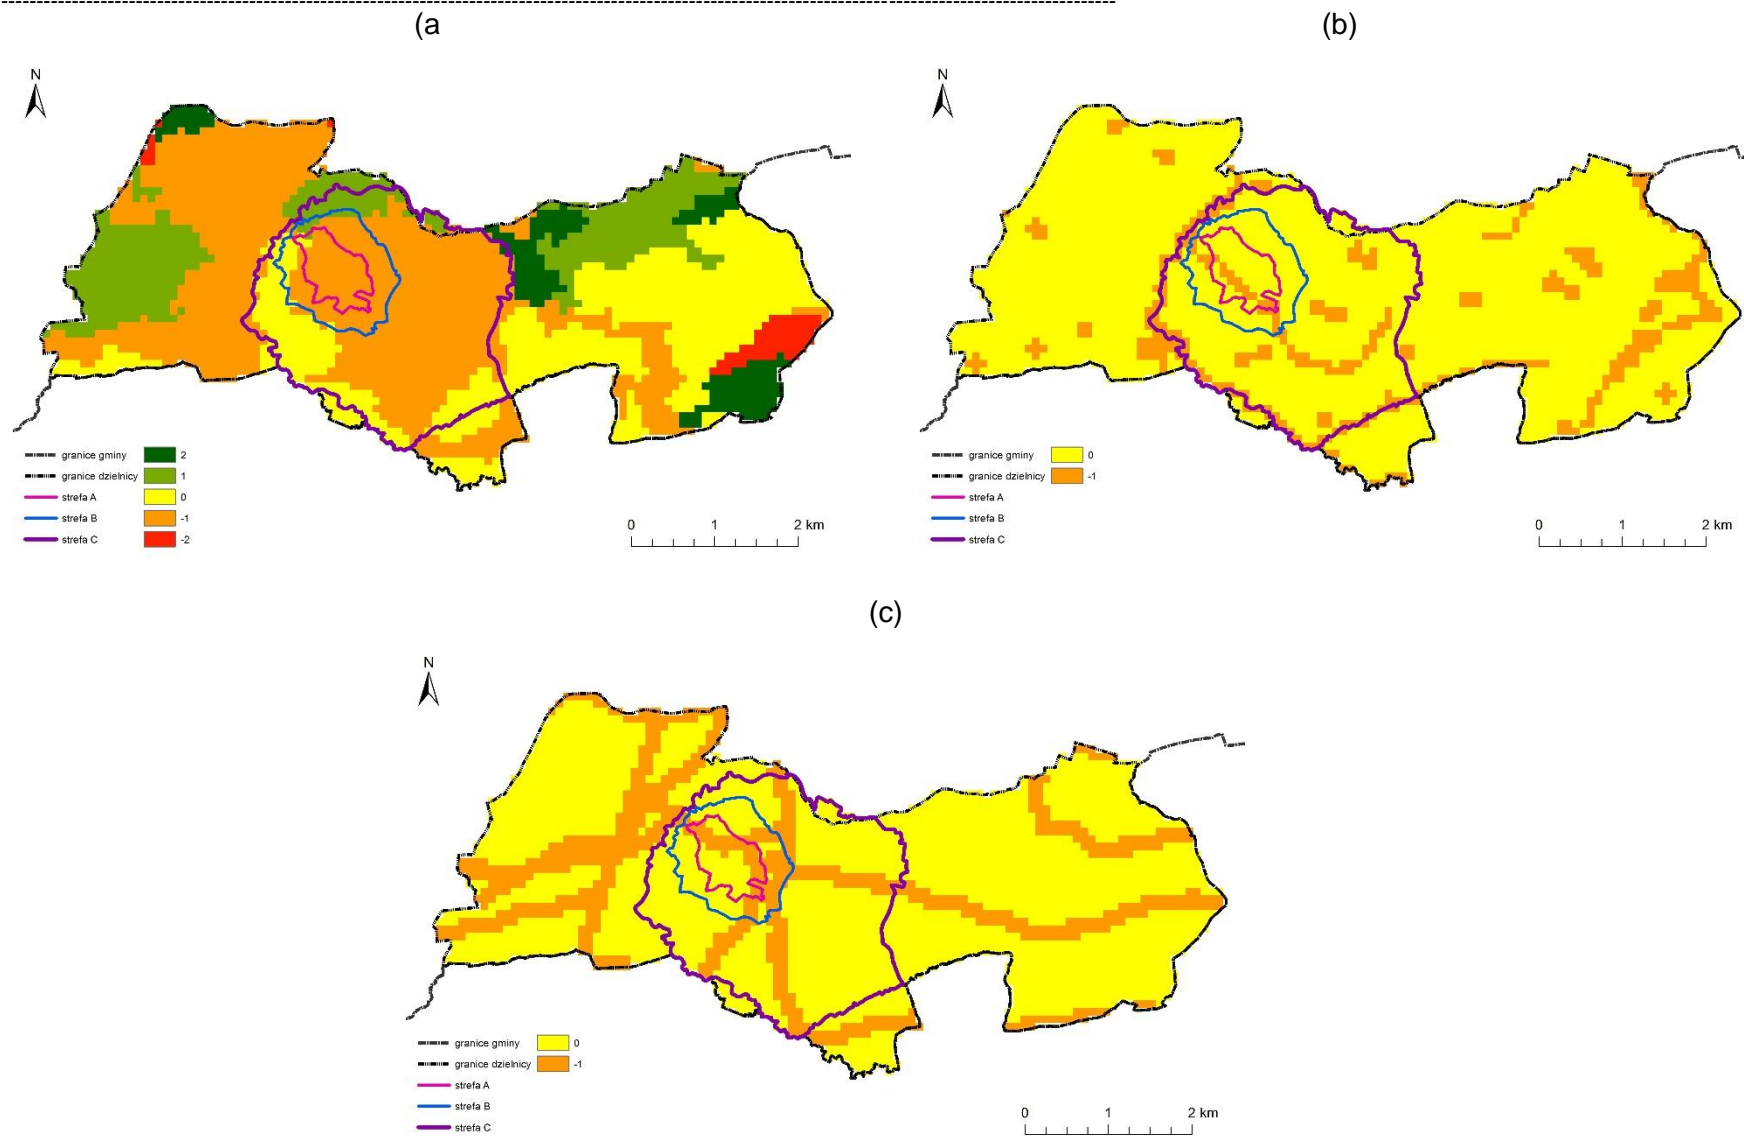 (a
(b)
N
N
granice gminy
2
granice dzielnicy
1
strefa A
0
strefa B
-1
strefa C
-2
0 1 2 km
granice gminy
0
granice dzielnicy
-1
strefa A
strefa B
strefa C
0 1 2 km
(c)
N
granice gminy
0
granice dzielnicy
-1
strefa A
strefa B
strefa C
0 1 2 km